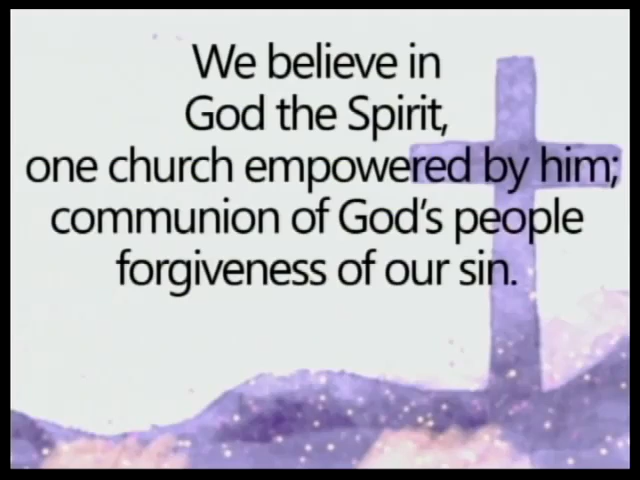 We believe in
God the Spirit,
one church empowered by him;
communion of God's people
forgiveness of our sin.